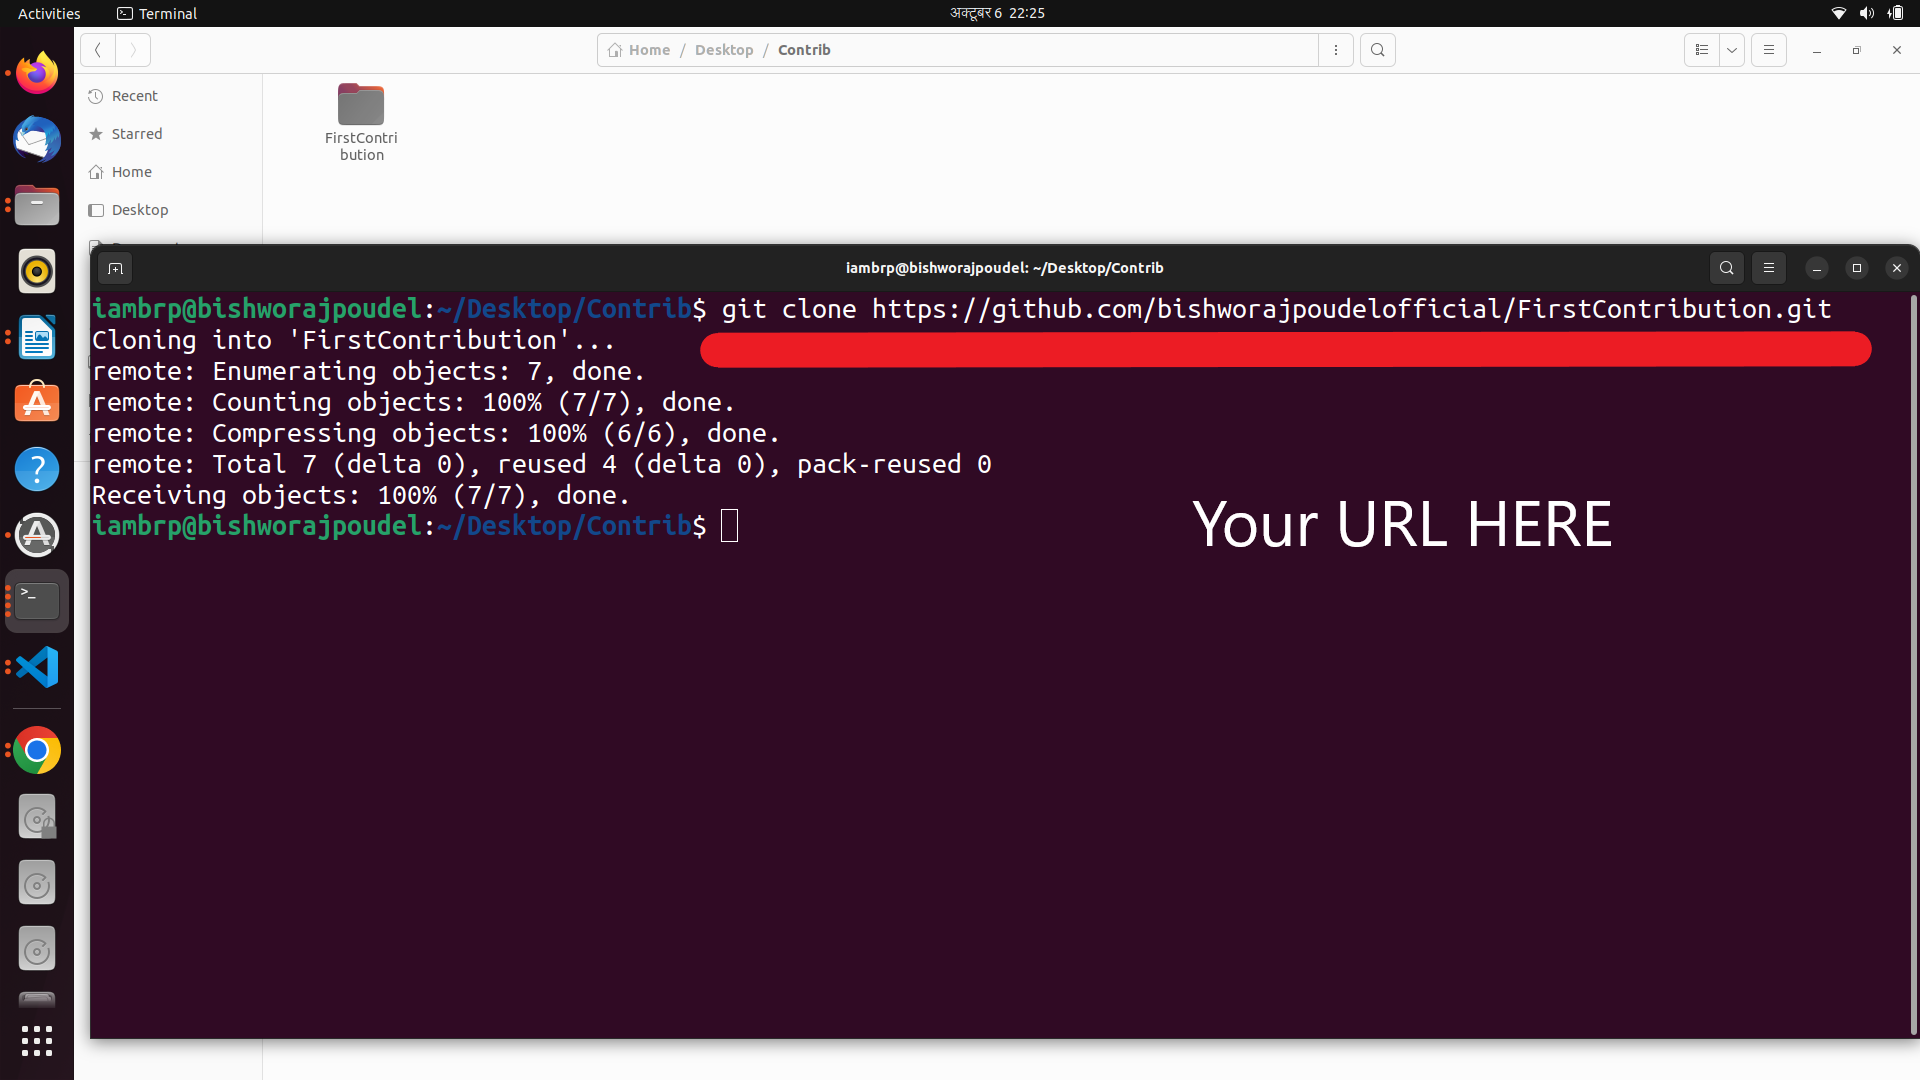 Activities
Terminal
अक्टूबर 6 22:25
Home / Desktop / Contrib
Recent
Starred
Home
Desktop
FirstContri
bution
iambrp@bishworajpoudel: ~/Desktop/Contrib
iambrp@bishworajpoudel:~/Desktop/Contrib$ git clone https://github.com/bishworajpoudelofficial/FirstContribution.git
Cloning into 'FirstContribution'...
remote: Enumerating objects: 7, done.
remote: Counting objects: 100% (7/7), done.
remote: Compressing objects: 100% (6/6), done.
remote: Total 7 (delta 0), reused 4 (delta 0), pack-reused 0
Receiving objects: 100% (7/7), done.
iambrp@bishworajpoudel:~/Desktop/Contrib$
Your URL HERE